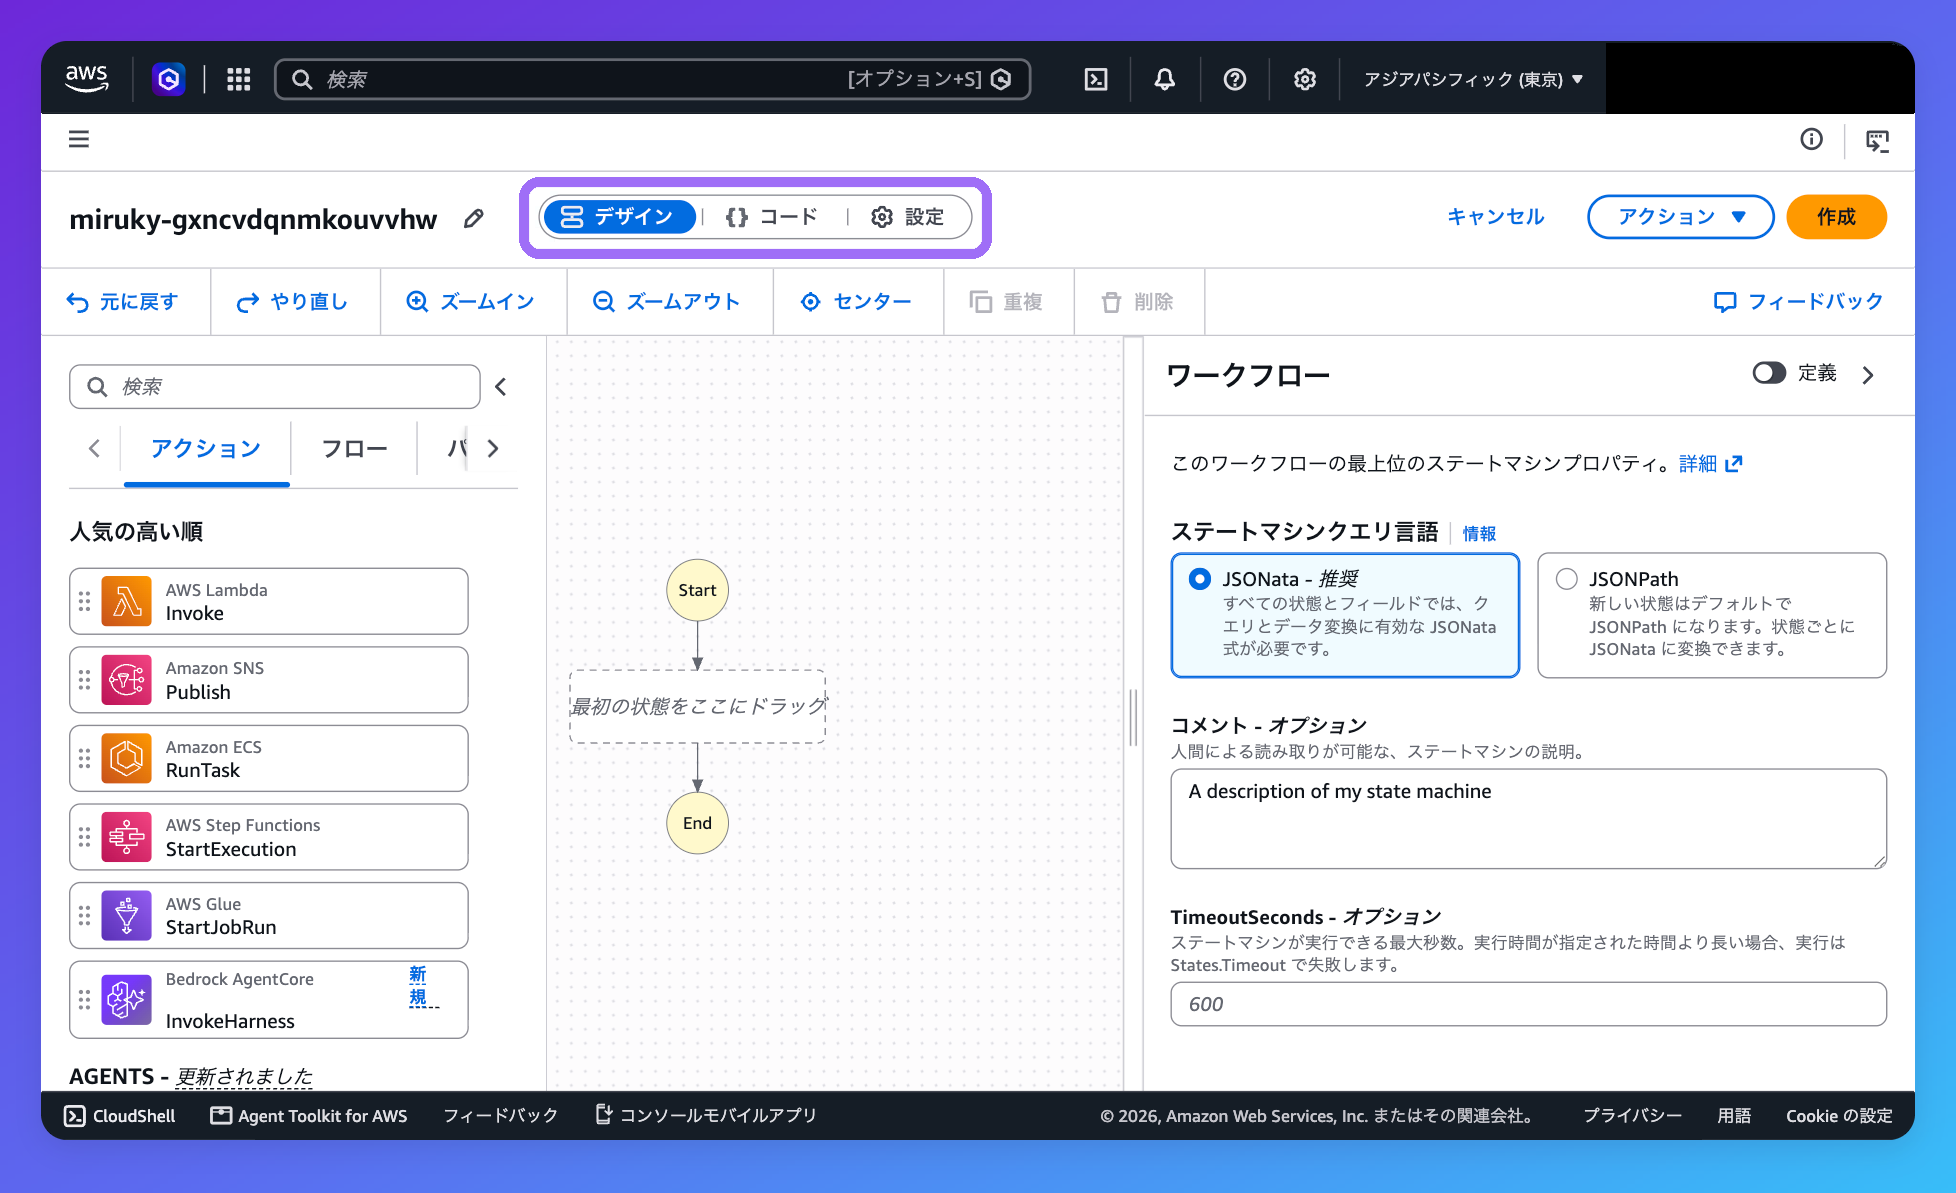 aws
検索
[オプション+S]
アジアパシフィック (東京)
miruky-gxncvdqnmkouvvhw
デザイン
コード
設定
キャンセル
アクション
作成
元に戻す
やり直し
ズームイン
ズームアウト
センター
重複
削除
フィードバック
検索
アクション
フロー
パ
人気の高い順
AWS Lambda
Invoke
Amazon SNS
Publish
Amazon ECS
RunTask
AWS Step Functions
StartExecution
AWS Glue
StartJobRun
Bedrock AgentCore
InvokeHarness
新
規
AGENTS - 更新されました
Start
最初の状態をここにドラッグ
End
ワークフロー
定義
このワークフローの最上位のステートマシンプロパティ。詳細
ステートマシンクエリ言語
情報
JSONata - 推奨
すべての状態とフィールドでは、ク
エリとデータ変換に有効な JSONata
式が必要です。
JSONPath
新しい状態はデフォルトで
JSONPath になります。状態ごとに
JSONata に変換できます。
コメント - オプション
人間による読み取りが可能な、ステートマシンの説明。
A description of my state machine
TimeoutSeconds - オプション
ステートマシンが実行できる最大秒数。実行時間が指定された時間より長い場合、実行は
States.Timeout で失敗します。
600
CloudShell
Agent Toolkit for AWS
フィードバック
コンソールモバイルアプリ
© 2026, Amazon Web Services, Inc. またはその関連会社。
プライバシー
用語
Cookie の設定